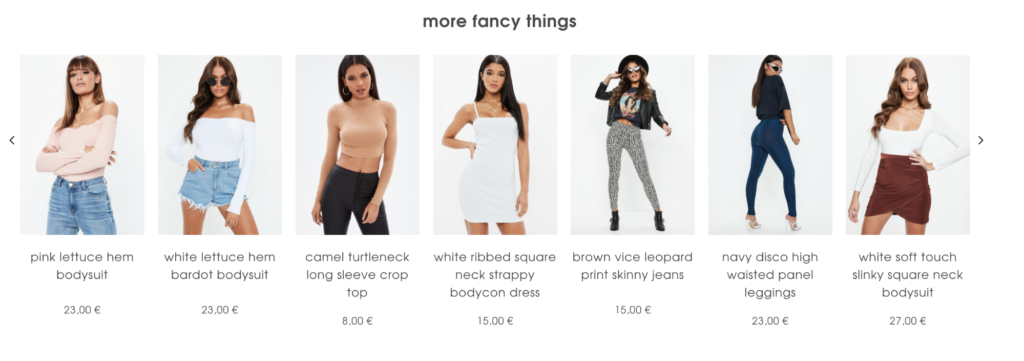 more fancy things
pink lettuce hem
bodysuit
23,00 €
white lettuce hem
bardot bodysuit
23,00 €
camel turtleneck
long sleeve crop
top
8,00 €
white ribbed square
neck strappy
bodycon dress
15,00 €
brown vice leopard
print skinny jeans
15,00 €
navy disco high
waisted panel
leggings
23,00 €
white soft touch
slinky square neck
bodysuit
27,00 €